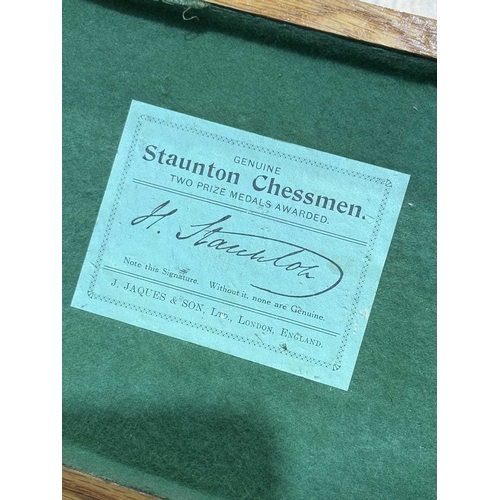 GENUINE
Staunton Chessmen.
TWO PRIZE MEDALS AWARDED.
H. Staunton
Note this Signature. Without it, none are Genuine.
J. JAQUES & SON, LTD., LONDON, ENGLAND.